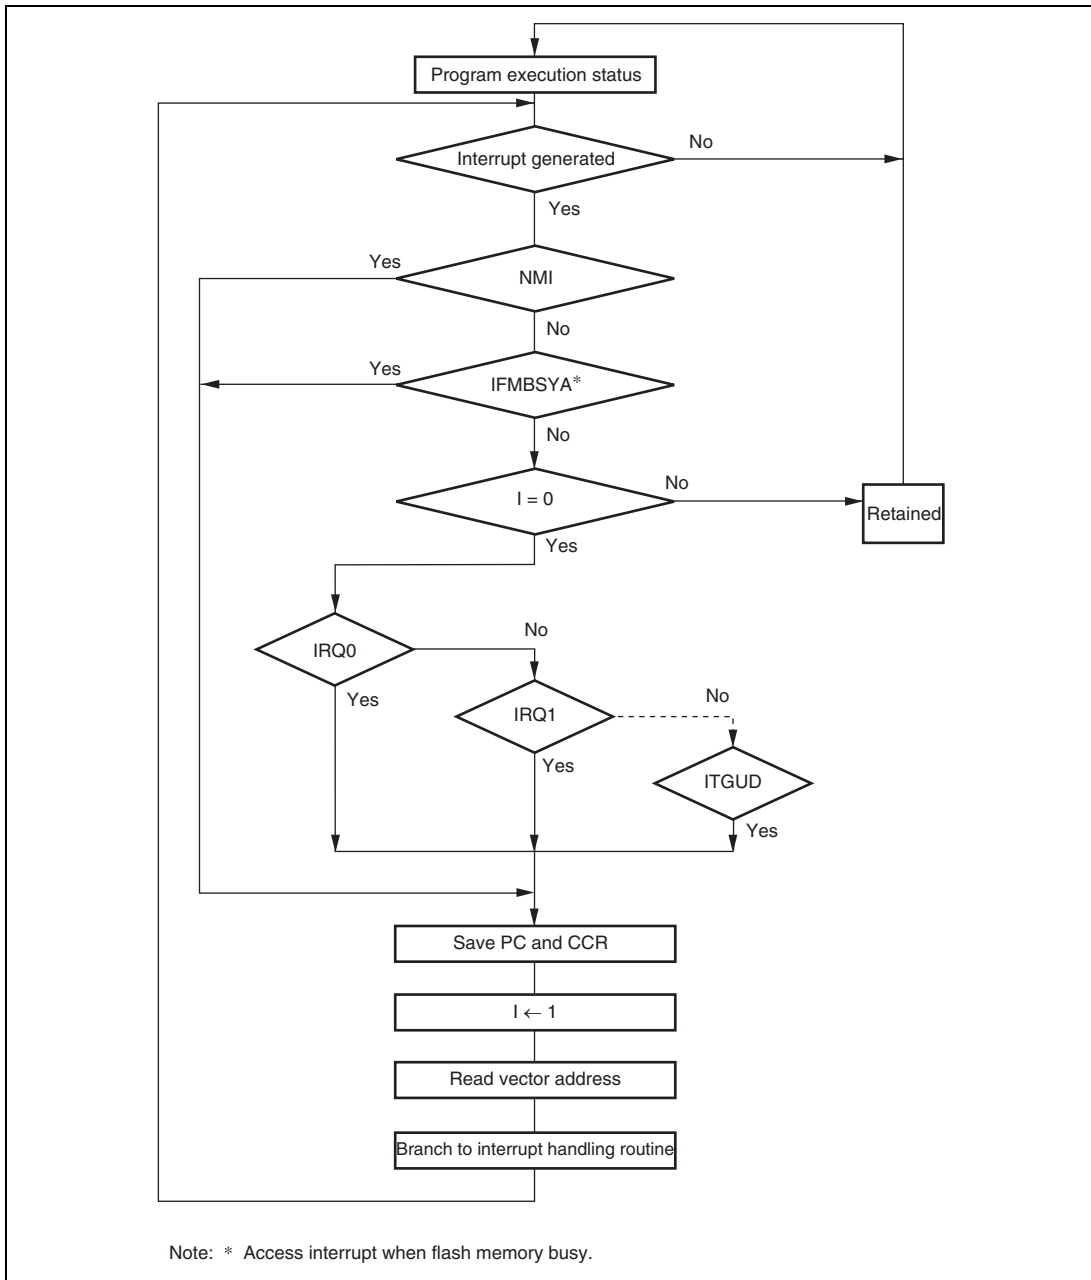 Program execution status
Interrupt generated
No
Yes
Yes
NMI
No
Yes
IFMBSYA*
No
I = 0
No
Retained
Yes
IRQ0
No
Yes
IRQ1
No
Yes
ITGUD
Yes
Save PC and CCR
I ← 1
Read vector address
Branch to interrupt handling routine
Note: * Access interrupt when flash memory busy.